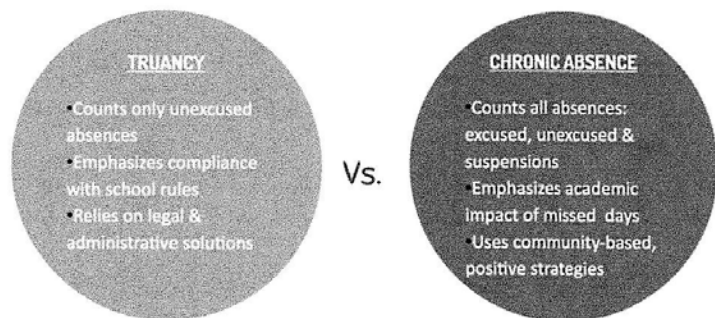 TRUANCY
•Counts only unexcused
absences
•Emphasizes compliance
with school rules
•Relies on legal &
administrative solutions
Vs.
CHRONIC ABSENCE
•Counts all absences:
excused, unexcused &
suspensions
•Emphasizes academic
impact of missed days
•Uses community-based,
positive strategies